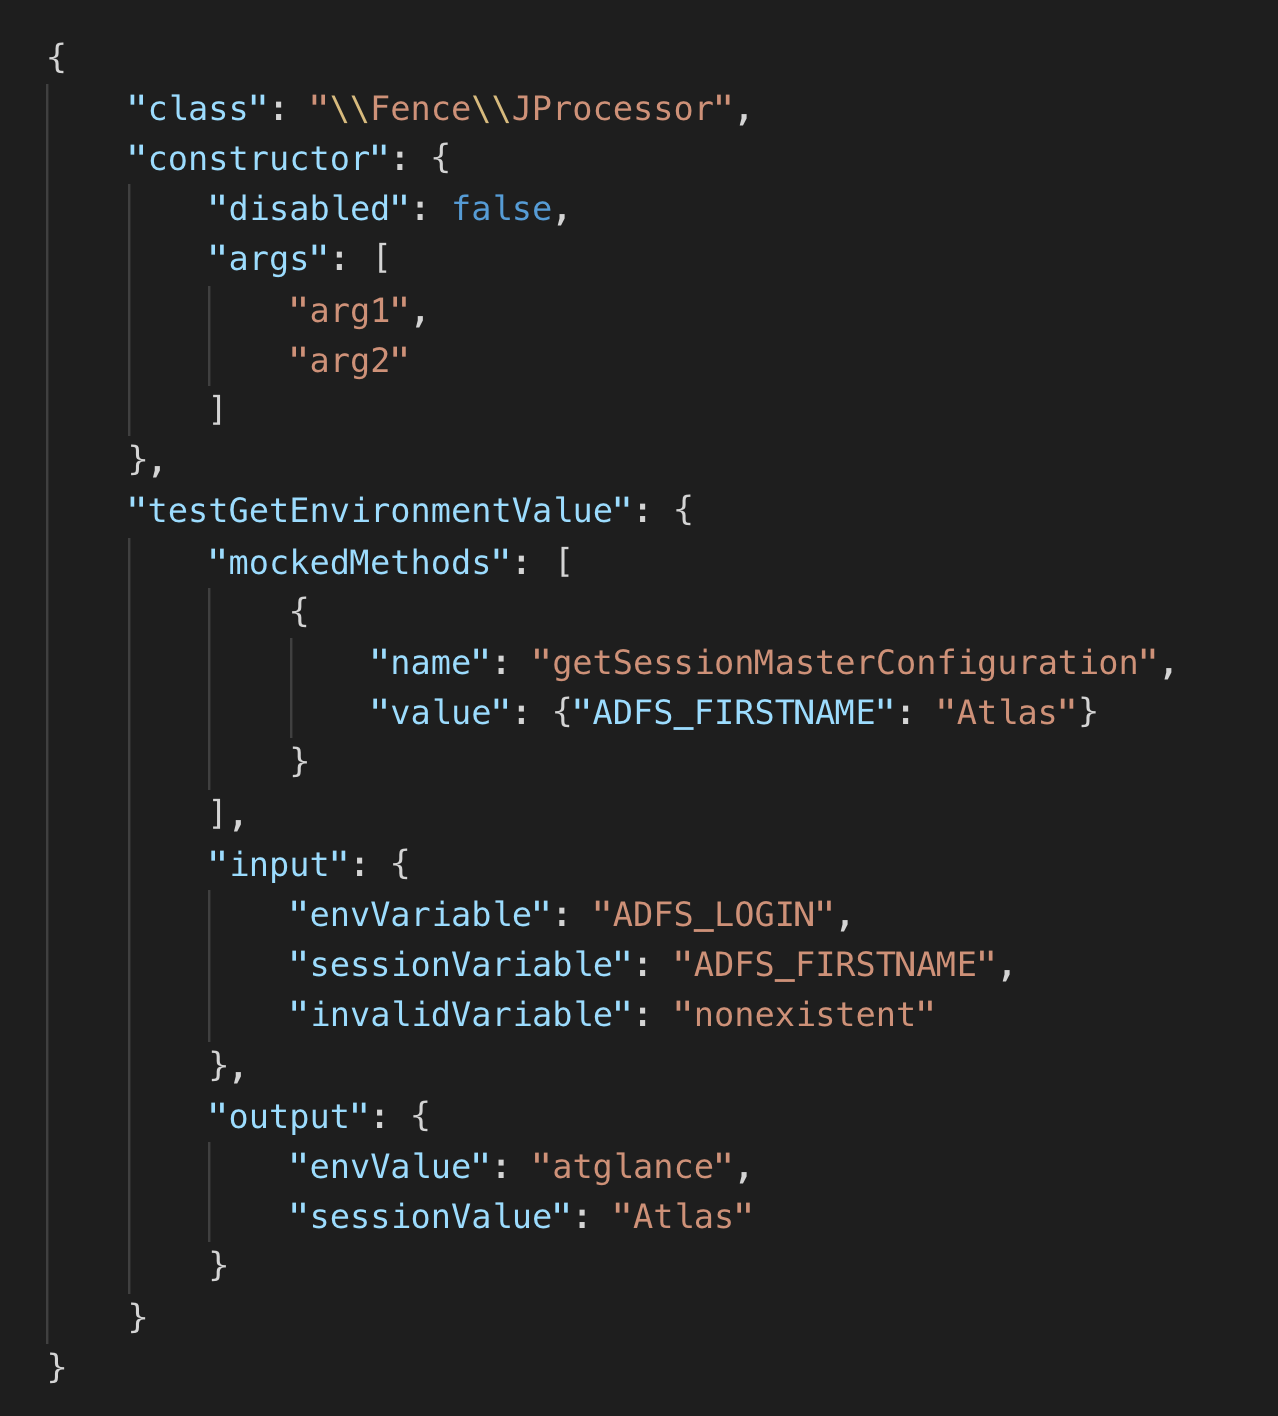 {
    "class": "\\Fence\\JProcessor",
    "constructor": {
        "disabled": false,
        "args": [
            "arg1",
            "arg2"
        ]
    },
    "testGetEnvironmentValue": {
        "mockedMethods": [
            {
                "name": "getSessionMasterConfiguration",
                "value": {"ADFS_FIRSTNAME": "Atlas"}
            }
        ],
        "input": {
            "envVariable": "ADFS_LOGIN",
            "sessionVariable": "ADFS_FIRSTNAME",
            "invalidVariable": "nonexistent"
        },
        "output": {
            "envValue": "atglance",
            "sessionValue": "Atlas"
        }
    }
}